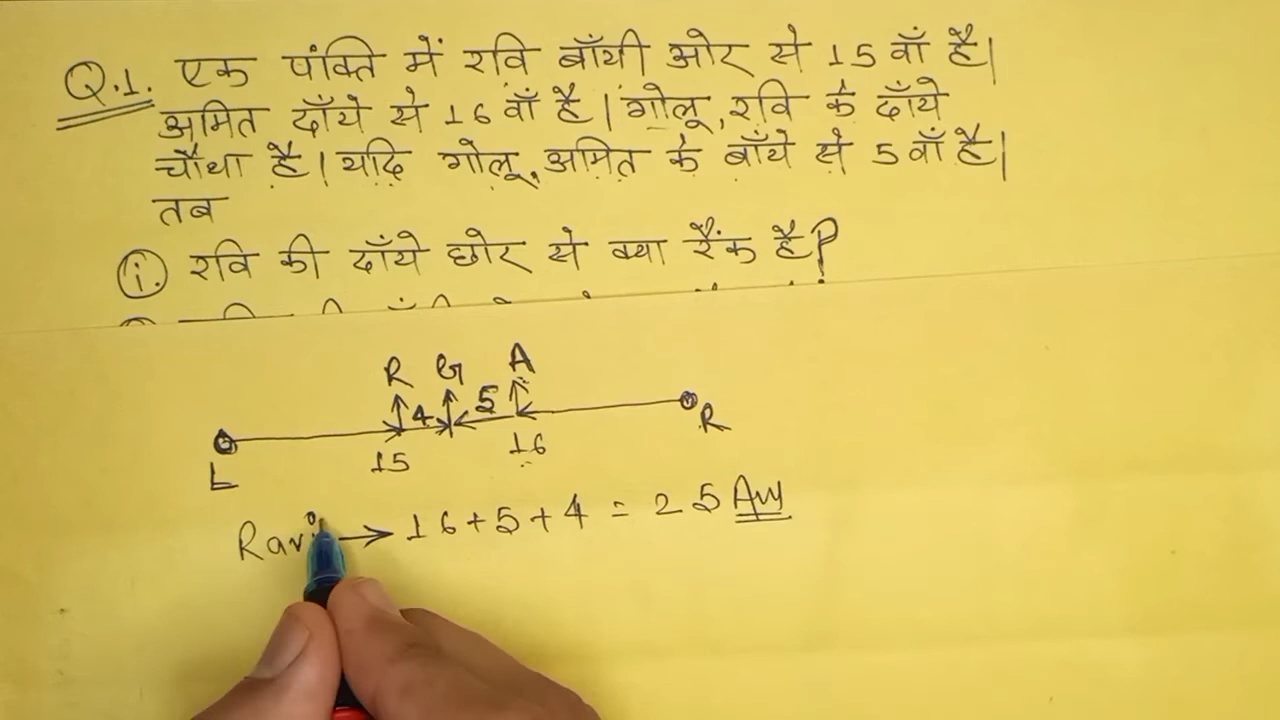 Q.1. एक पंक्ति में रवि बाँयी ओर से 15 वाँ है।
अमित दाँये से 16 वाँ है। गोलू, रवि के दाँये
चौथा है। यदि गोलू, अमित के बाँये से 5 वाँ है।
तब
i. रवि की दाँये छोर से क्या रैंक है?
R G A
4 5
L 15 16 R
Ravi → 16+5+4 = 25 Ans